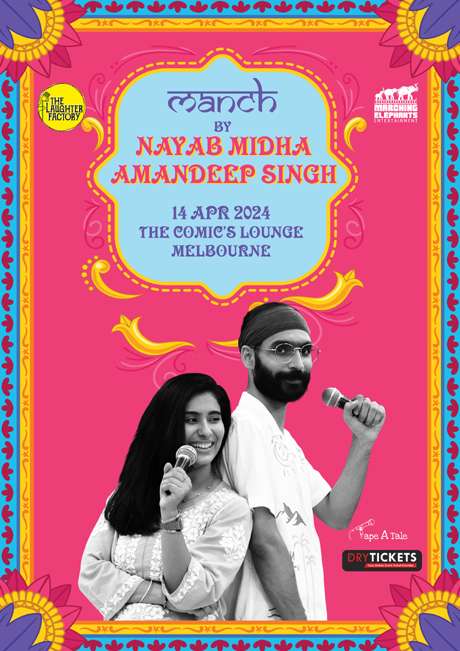 manch
BY
NAYAB MIDHA
AMANDEEP SINGH
14 APR 2024
THE COMIC'S LOUNGE
MELBOURNE
THE
LAUGHTER
FACTORY
MARCHING
ELEPHANTS
ENTERTAINMENT
Tape A Tale
DRYTICKETS